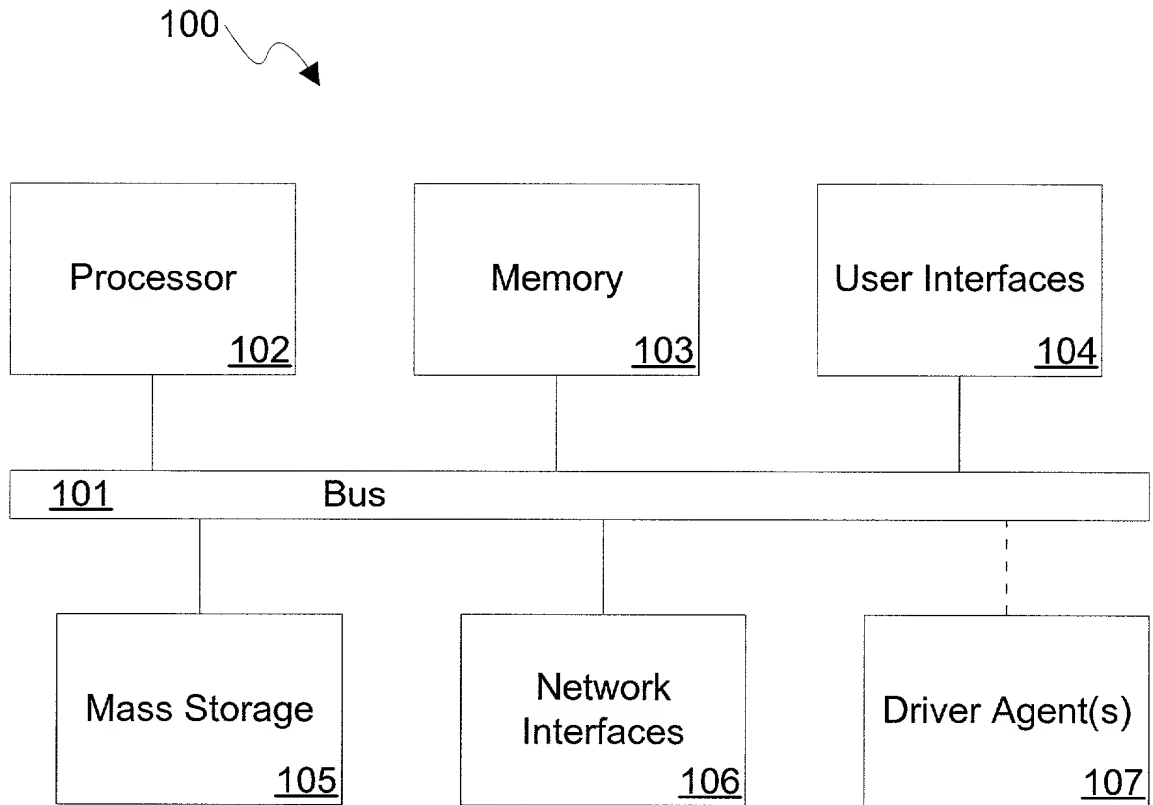 100
Processor
102
Memory
103
User Interfaces
104
101 Bus
Mass Storage
105
Network
Interfaces
106
Driver Agent(s)
107